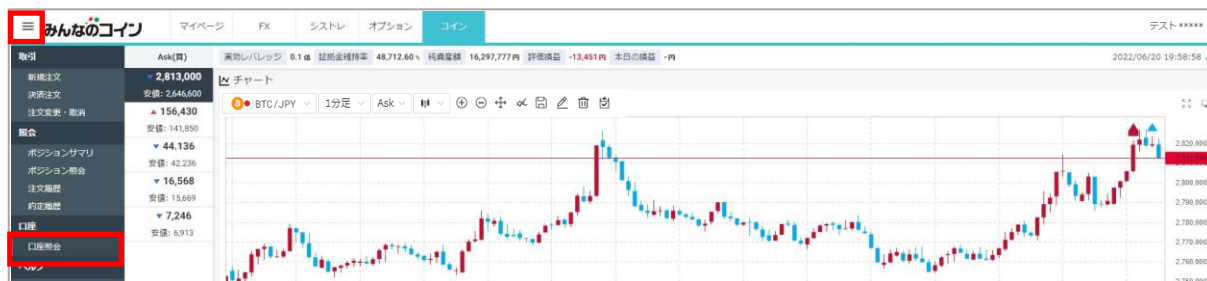 みんなのコイン
マイページ
FX
シストレ
オプション
コイン
テスト*****
取引
新規注文
決済注文
注文変更・取消
照会
ポジションサマリ
ポジション照会
注文履歴
約定履歴
口座
口座照会
ヘルプ
Ask(買)
2,813,000
安値: 2,646,600
156,430
安値: 141,850
44.136
安値: 42.236
16,568
安値: 15,669
7,246
安値: 6,913
実効レバレッジ 0.1 倍 証拠金維持率 48,712.60 % 純資産額 16,297,777 円 評価損益 -13,451 円 本日の損益 -円
2022/06/20 19:58:58
チャート
BTC/JPY 1分足 Ask
2,820,000
2,800,000
2,790,000
2,780,000
2,770,000
2,760,000